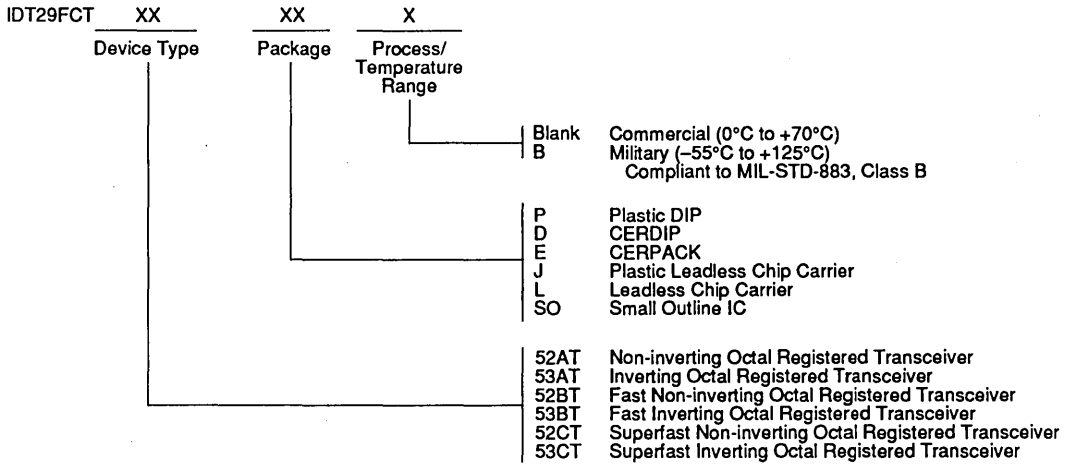 IDT29FCT XX XX X
Device Type Package Process/
Temperature
Range
Blank Commercial (0°C to +70°C)
B Military (–55°C to +125°C)
Compliant to MIL-STD-883, Class B
P Plastic DIP
D CERDIP
E CERPACK
J Plastic Leadless Chip Carrier
L Leadless Chip Carrier
SO Small Outline IC
52AT Non-inverting Octal Registered Transceiver
53AT Inverting Octal Registered Transceiver
52BT Fast Non-inverting Octal Registered Transceiver
53BT Fast Inverting Octal Registered Transceiver
52CT Superfast Non-inverting Octal Registered Transceiver
53CT Superfast Inverting Octal Registered Transceiver